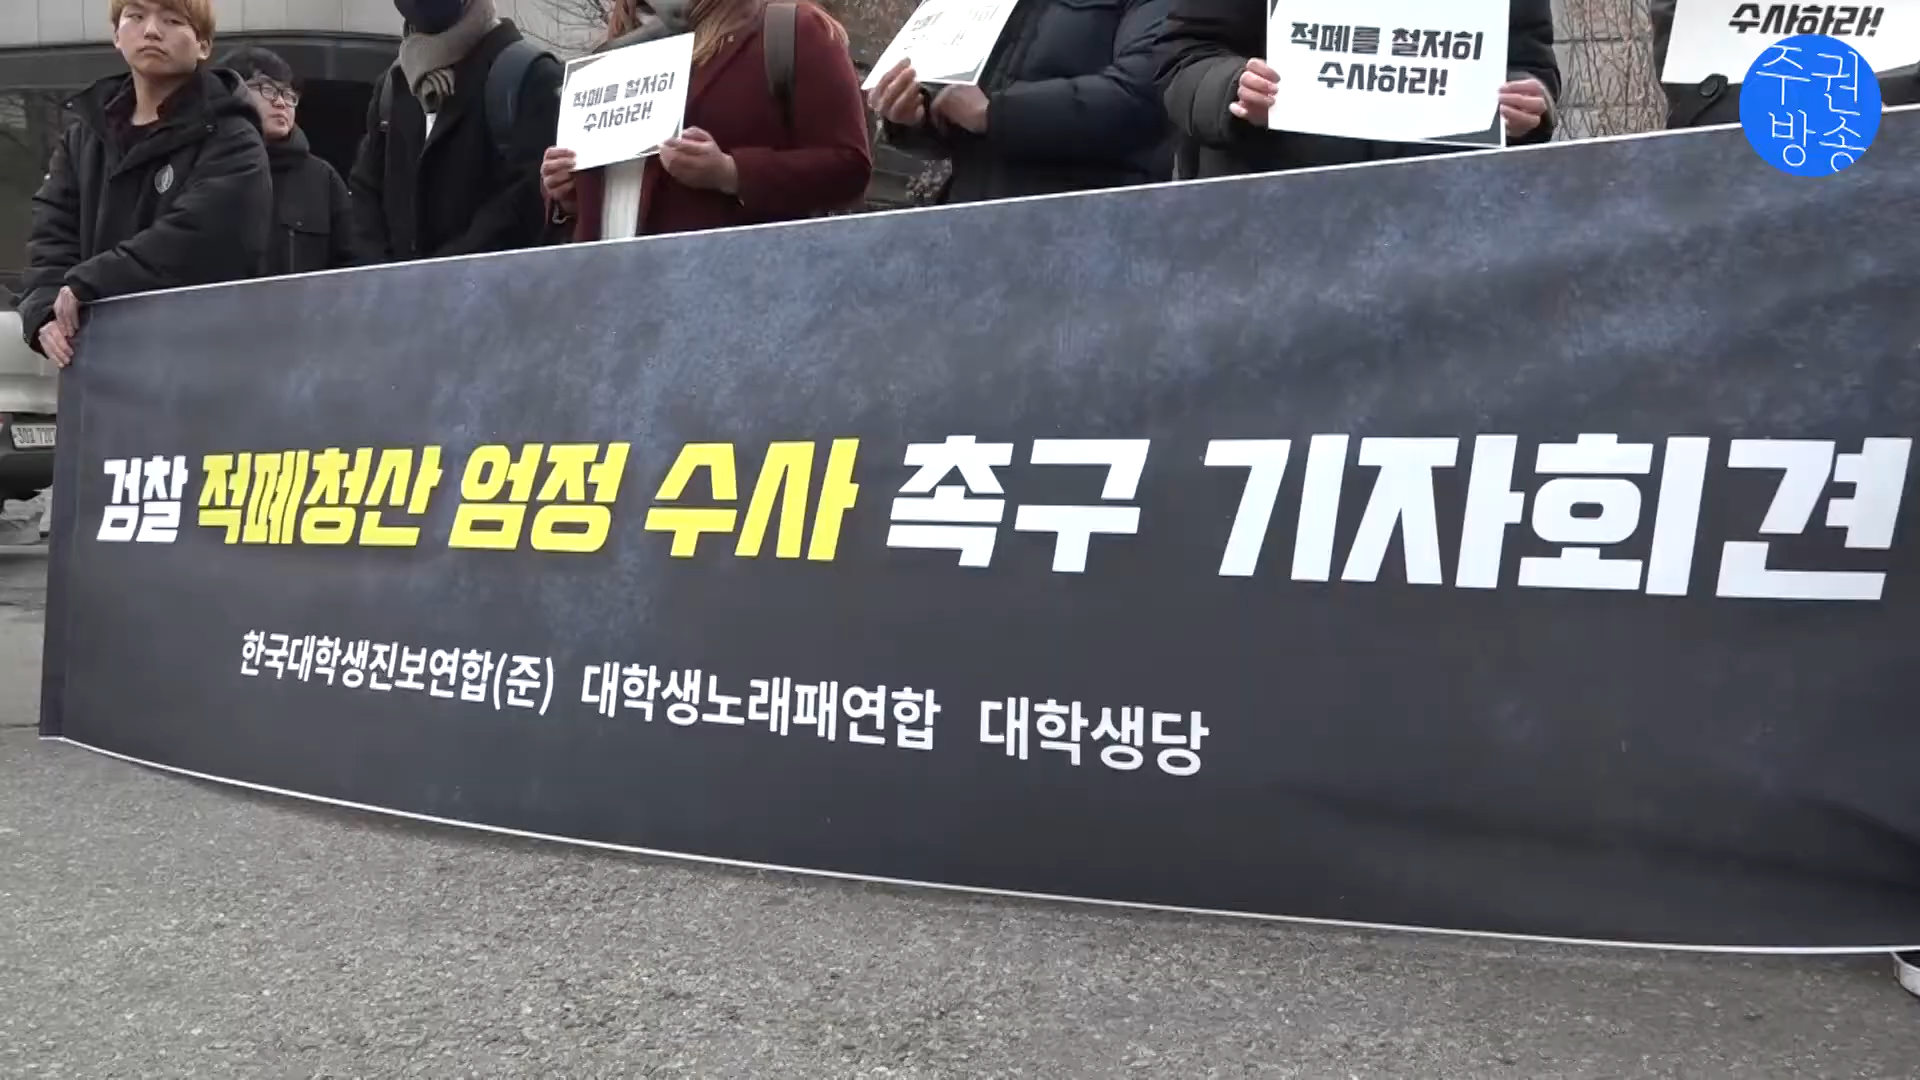 적폐를 철저히
수사하라!
적폐를 철저히
수사하라!
수사하라!
주권
방송
검찰 적폐청산 엄정 수사 촉구 기자회견
한국대학생진보연합(준) 대학생노래패연합 대학생당